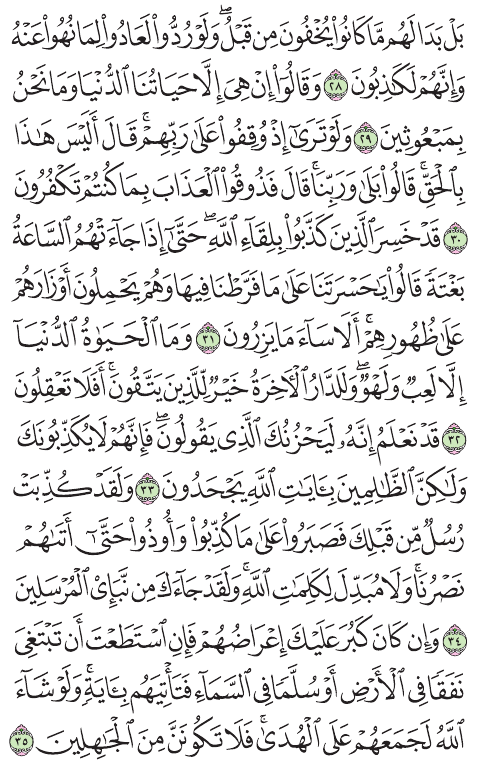 بَلْ بَدَا لَهُم مَّا كَانُوا۟ يُخْفُونَ مِن قَبْلُ ۖ وَلَوْ رُدُّوا۟ لَعَادُوا۟ لِمَا نُهُوا۟ عَنْهُ
وَإِنَّهُمْ لَكَـٰذِبُونَ ٢٨ وَقَالُوٓا۟ إِنْ هِىَ إِلَّا حَيَاتُنَا ٱلدُّنْيَا وَمَا نَحْنُ
بِمَبْعُوثِينَ ٢٩ وَلَوْ تَرَىٰٓ إِذْ وُقِفُوا۟ عَلَىٰ رَبِّهِمْ ۚ قَالَ أَلَيْسَ هَـٰذَا
بِٱلْحَقِّ ۚ قَالُوا۟ بَلَىٰ وَرَبِّنَا ۚ قَالَ فَذُوقُوا۟ ٱلْعَذَابَ بِمَا كُنتُمْ تَكْفُرُونَ
٣٠ قَدْ خَسِرَ ٱلَّذِينَ كَذَّبُوا۟ بِلِقَآءِ ٱللَّهِ ۖ حَتَّىٰٓ إِذَا جَآءَتْهُمُ ٱلسَّاعَةُ
بَغْتَةً قَالُوا۟ يَـٰحَسْرَتَنَا عَلَىٰ مَا فَرَّطْنَا فِيهَا وَهُمْ يَحْمِلُونَ أَوْزَارَهُمْ
عَلَىٰ ظُهُورِهِمْ ۚ أَلَا سَآءَ مَا يَزِرُونَ ٣١ وَمَا ٱلْحَيَوٰةُ ٱلدُّنْيَآ
إِلَّا لَعِبٌ وَلَهْوٌ ۖ وَلَلدَّارُ ٱلْـَٔاخِرَةُ خَيْرٌ لِّلَّذِينَ يَتَّقُونَ ۗ أَفَلَا تَعْقِلُونَ
٣٢ قَدْ نَعْلَمُ إِنَّهُۥ لَيَحْزُنُكَ ٱلَّذِى يَقُولُونَ ۖ فَإِنَّهُمْ لَا يُكَذِّبُونَكَ
وَلَـٰكِنَّ ٱلظَّـٰلِمِينَ بِـَٔايَـٰتِ ٱللَّهِ يَجْحَدُونَ ٣٣ وَلَقَدْ كُذِّبَتْ
رُسُلٌ مِّن قَبْلِكَ فَصَبَرُوا۟ عَلَىٰ مَا كُذِّبُوا۟ وَأُوذُوا۟ حَتَّىٰٓ أَتَىٰهُمْ
نَصْرُنَا ۚ وَلَا مُبَدِّلَ لِكَلِمَـٰتِ ٱللَّهِ ۚ وَلَقَدْ جَآءَكَ مِن نَّبَإِى۟ ٱلْمُرْسَلِينَ
٣٤ وَإِن كَانَ كَبُرَ عَلَيْكَ إِعْرَاضُهُمْ فَإِنِ ٱسْتَطَعْتَ أَن تَبْتَغِىَ
نَفَقًا فِى ٱلْأَرْضِ أَوْ سُلَّمًا فِى ٱلسَّمَآءِ فَتَأْتِيَهُم بِـَٔايَةٍ ۚ وَلَوْ شَآءَ
ٱللَّهُ لَجَمَعَهُمْ عَلَى ٱلْهُدَىٰ ۚ فَلَا تَكُونَنَّ مِنَ ٱلْجَـٰهِلِينَ ٣٥